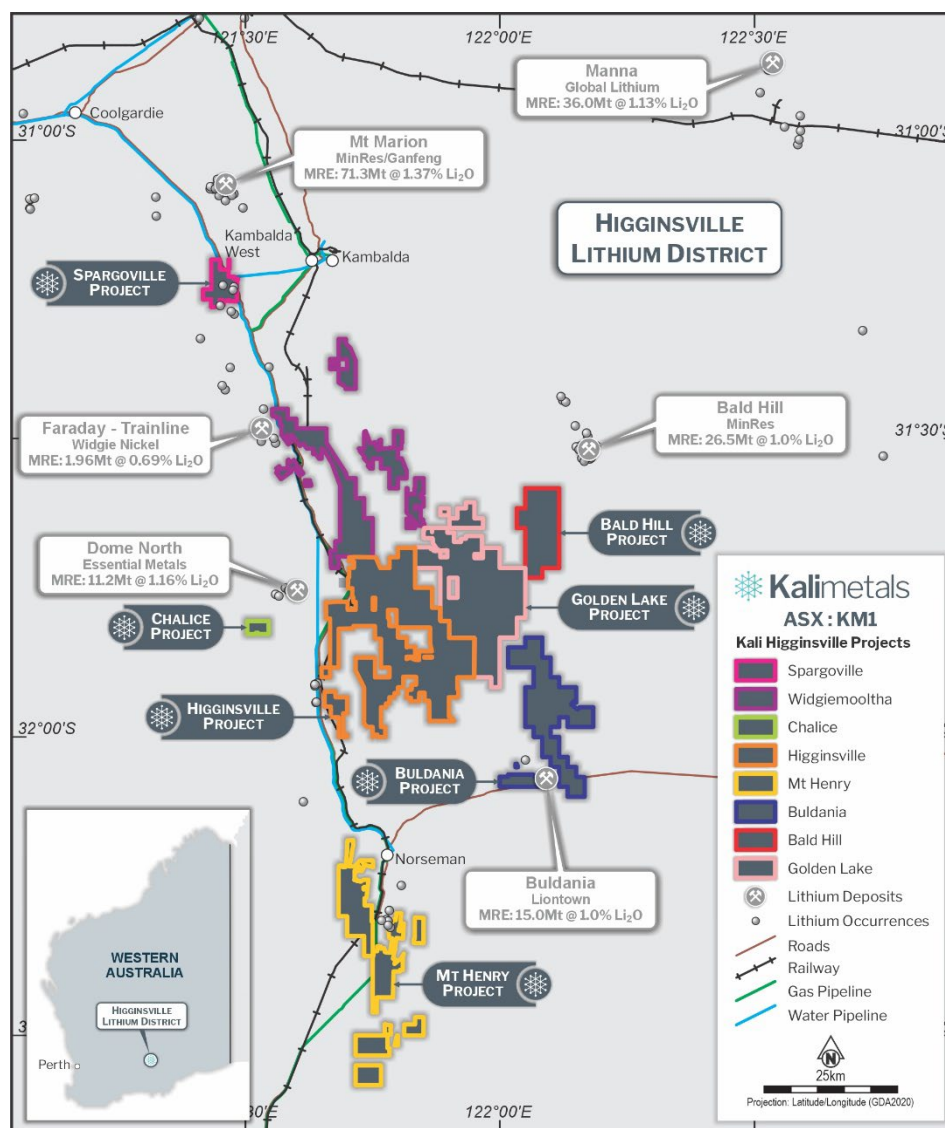 121°30'E
122°00'E
122°30'E
Manna
Global Lithium
MRE: 36.0Mt @ 1.13% Li₂O
Coolgardie
31°00'S
31°00'S
Mt Marion
MinRes/Ganfeng
MRE: 71.3Mt @ 1.37% Li₂O
HIGGINSVILLE
LITHIUM DISTRICT
Kambalda
West
Kambalda
SPARGOVILLE
PROJECT
Faraday - Trainline
Widgie Nickel
MRE: 1.96Mt @ 0.69% Li₂O
Bald Hill
MinRes
MRE: 26.5Mt @ 1.0% Li₂O
31°30'S
BALD HILL
PROJECT
Dome North
Essential Metals
MRE: 11.2Mt @ 1.16% Li₂O
GOLDEN LAKE
PROJECT
CHALICE
PROJECT
HIGGINSVILLE
PROJECT
32°00'S
BULDANIA
PROJECT
Norseman
Buldania
Liontown
MRE: 15.0Mt @ 1.0% Li₂O
MT HENRY
PROJECT
122°00'E
WESTERN
AUSTRALIA
HIGGINSVILLE
LITHIUM DISTRICT
Perth
Kalimetals
ASX : KM1
Kali Higginsville Projects
Spargoville
Widgiemooltha
Chalice
Higginsville
Mt Henry
Buldania
Bald Hill
Golden Lake
Lithium Deposits
Lithium Occurrences
Roads
Railway
Gas Pipeline
Water Pipeline
N
25km
Projection: Latitude/Longitude (GDA2020)